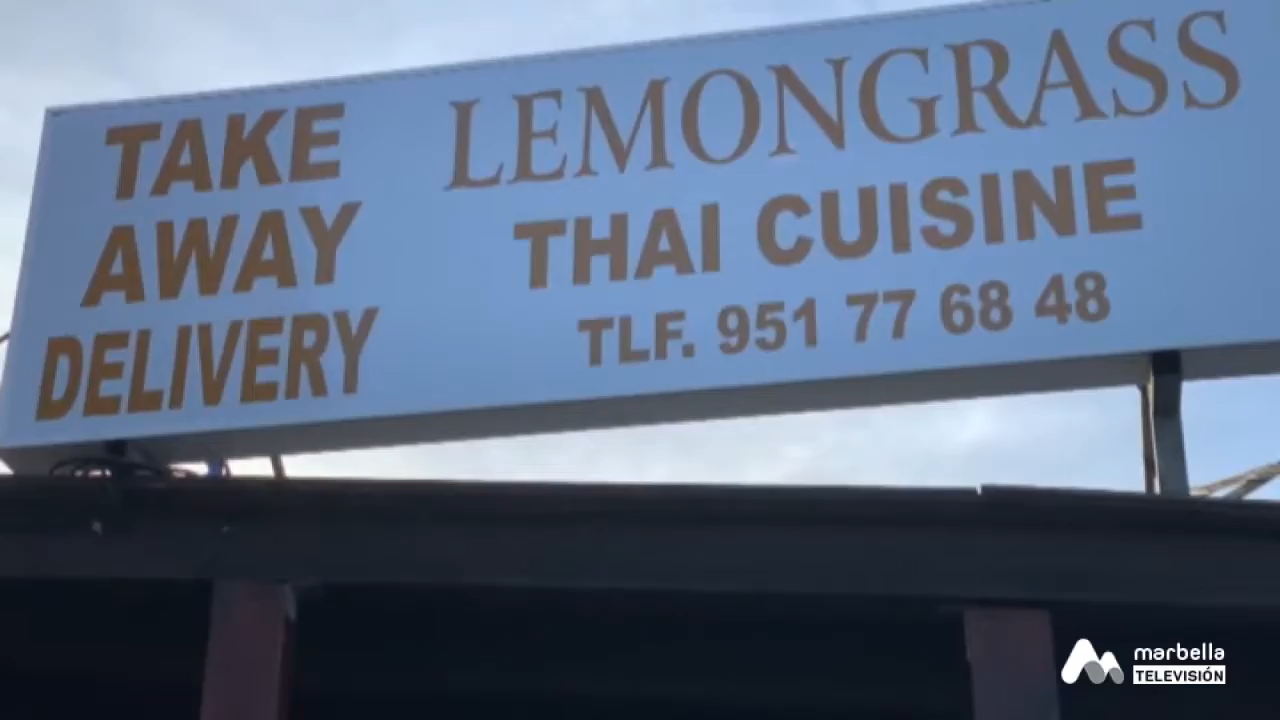 TAKE
AWAY
DELIVERY
LEMONGRASS
THAI CUISINE
TLF. 951 77 68 48
marbella
TELEVISIÓN